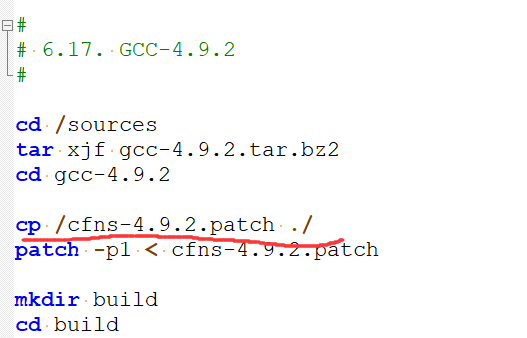 #
# 6.17. GCC-4.9.2
#
cd /sources
tar xjf gcc-4.9.2.tar.bz2
cd gcc-4.9.2
cp /cfns-4.9.2.patch ./
patch -p1 < cfns-4.9.2.patch
mkdir build
cd build